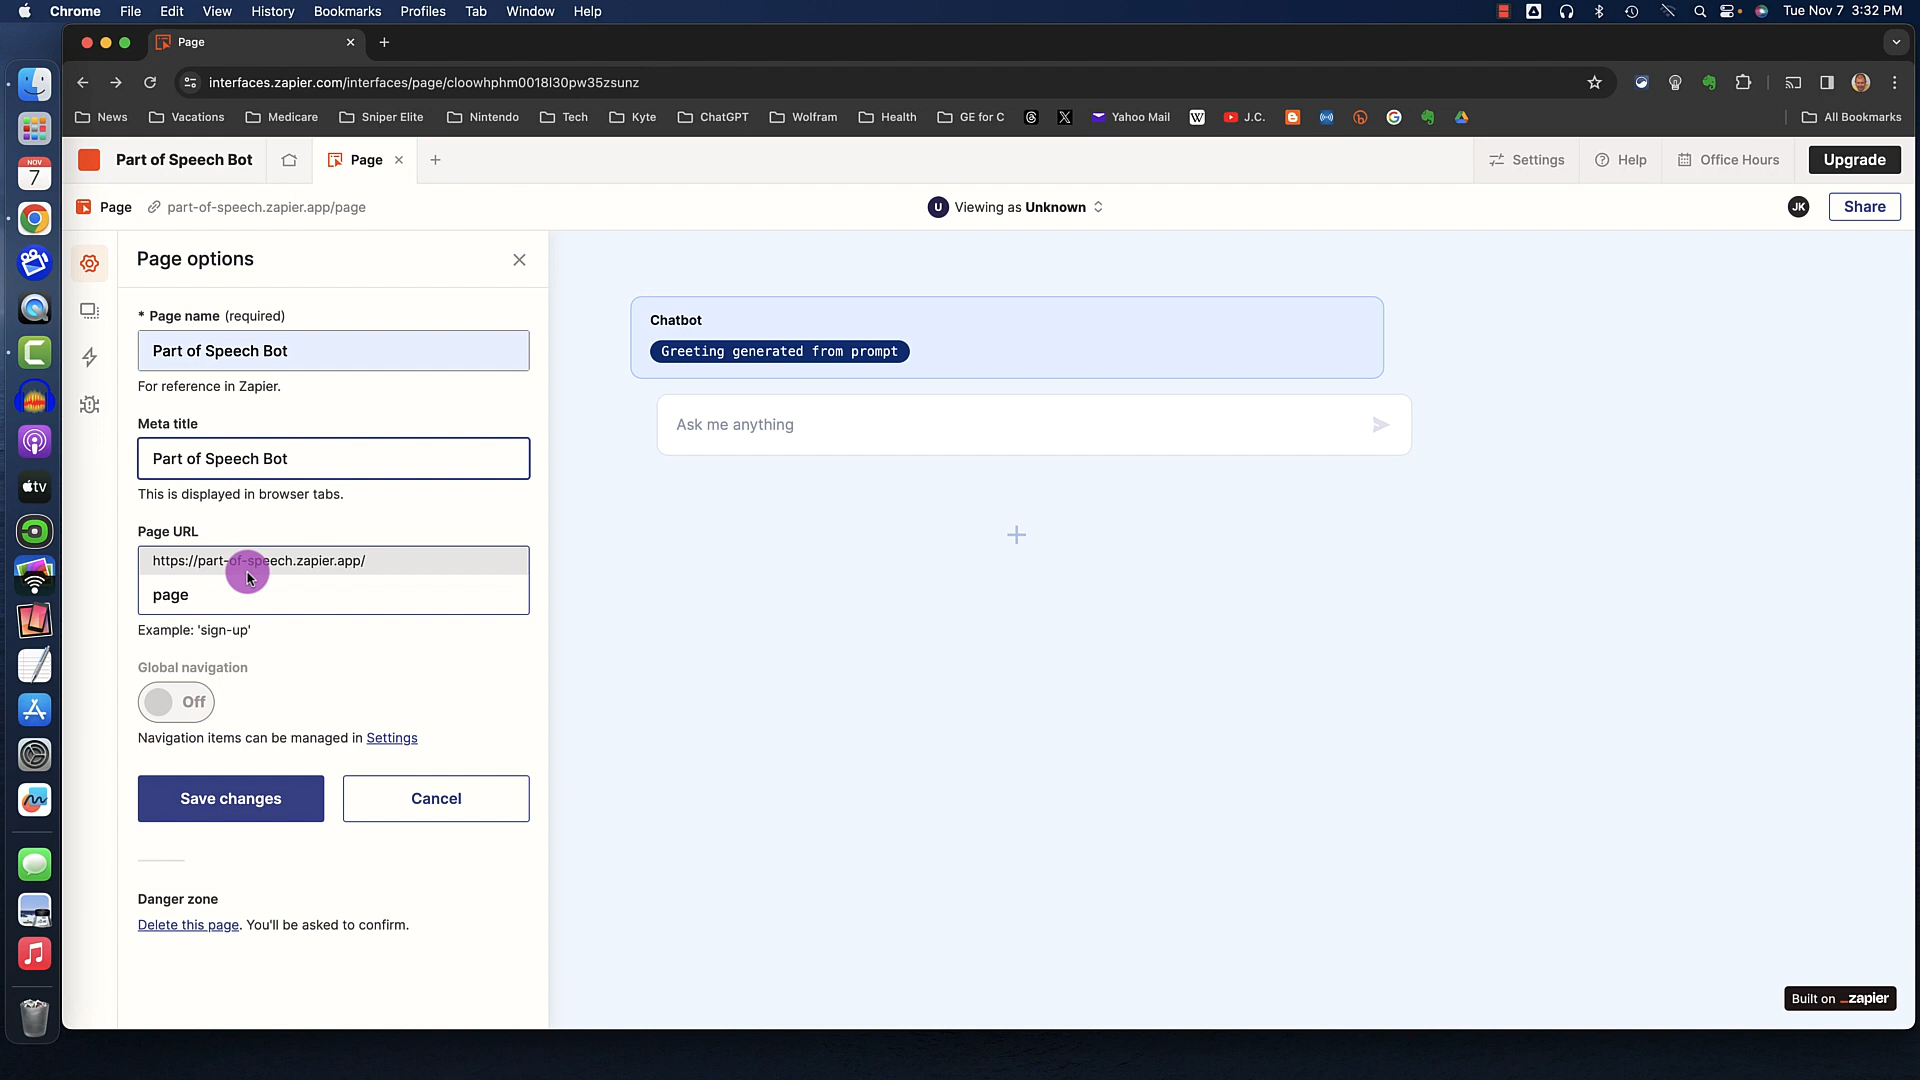 Chrome File Edit View History Bookmarks Profiles Tab Window Help Tue Nov 7 3:32 PM
Page
interfaces.zapier.com/interfaces/page/cloowhphm0018l30pw35zsunz
News Vacations Medicare Sniper Elite Nintendo Tech Kyte ChatGPT Wolfram Health GE for C Yahoo Mail W J.C. All Bookmarks
Part of Speech Bot Page Settings Help Office Hours Upgrade
Page part-of-speech.zapier.app/page U Viewing as Unknown JK Share
Page options
* Page name (required)
Part of Speech Bot
For reference in Zapier.
Meta title
Part of Speech Bot
This is displayed in browser tabs.
Page URL
https://part-of-speech.zapier.app/
page
Example: 'sign-up'
Global navigation
Off
Navigation items can be managed in Settings
Save changes Cancel
Danger zone
Delete this page. You'll be asked to confirm.
Chatbot
Greeting generated from prompt
Ask me anything
Built on _zapier
NOV
7
tv